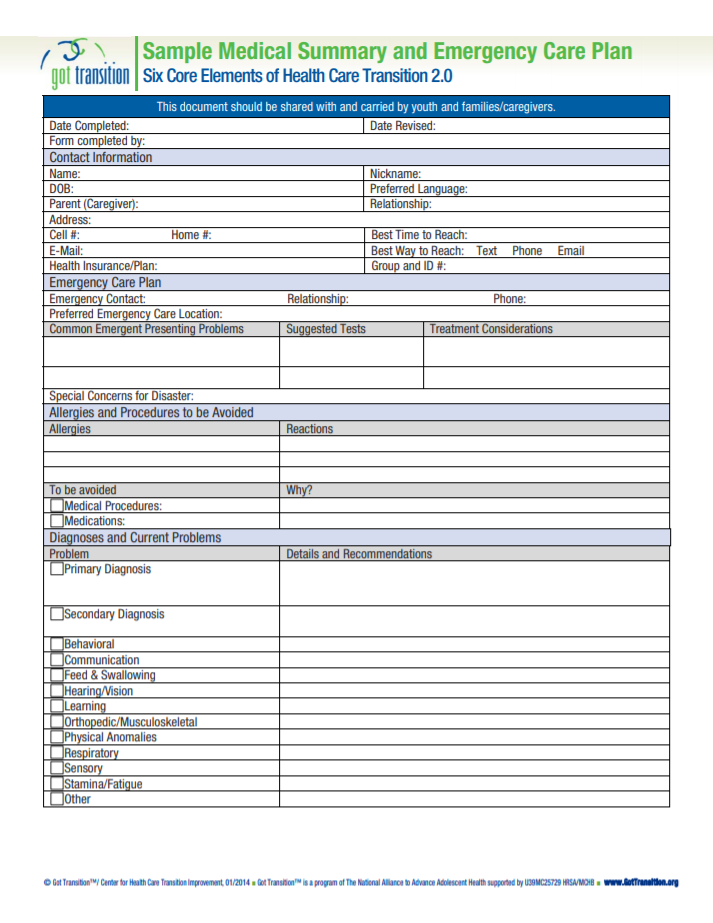 got transition
Sample Medical Summary and Emergency Care Plan
Six Core Elements of Health Care Transition 2.0
This document should be shared with and carried by youth and families/caregivers.
Date Completed: Date Revised:
Form completed by:
Contact Information
Name: Nickname:
DOB: Preferred Language:
Parent (Caregiver): Relationship:
Address:
Cell #: Home #: Best Time to Reach:
E-Mail: Best Way to Reach: Text Phone Email
Health Insurance/Plan: Group and ID #:
Emergency Care Plan
Emergency Contact: Relationship: Phone:
Preferred Emergency Care Location:
Common Emergent Presenting Problems Suggested Tests Treatment Considerations
Special Concerns for Disaster:
Allergies and Procedures to be Avoided
Allergies Reactions
To be avoided Why?
Medical Procedures:
Medications:
Diagnoses and Current Problems
Problem Details and Recommendations
Primary Diagnosis
Secondary Diagnosis
Behavioral
Communication
Feed & Swallowing
Hearing/Vision
Learning
Orthopedic/Musculoskeletal
Physical Anomalies
Respiratory
Sensory
Stamina/Fatigue
Other
© Got Transition™/ Center for Health Care Transition Improvement, 01/2014 ■ Got Transition™ is a program of The National Alliance to Advance Adolescent Health supported by U39MC25729 HRSA/MCHB ■ www.GotTransition.org